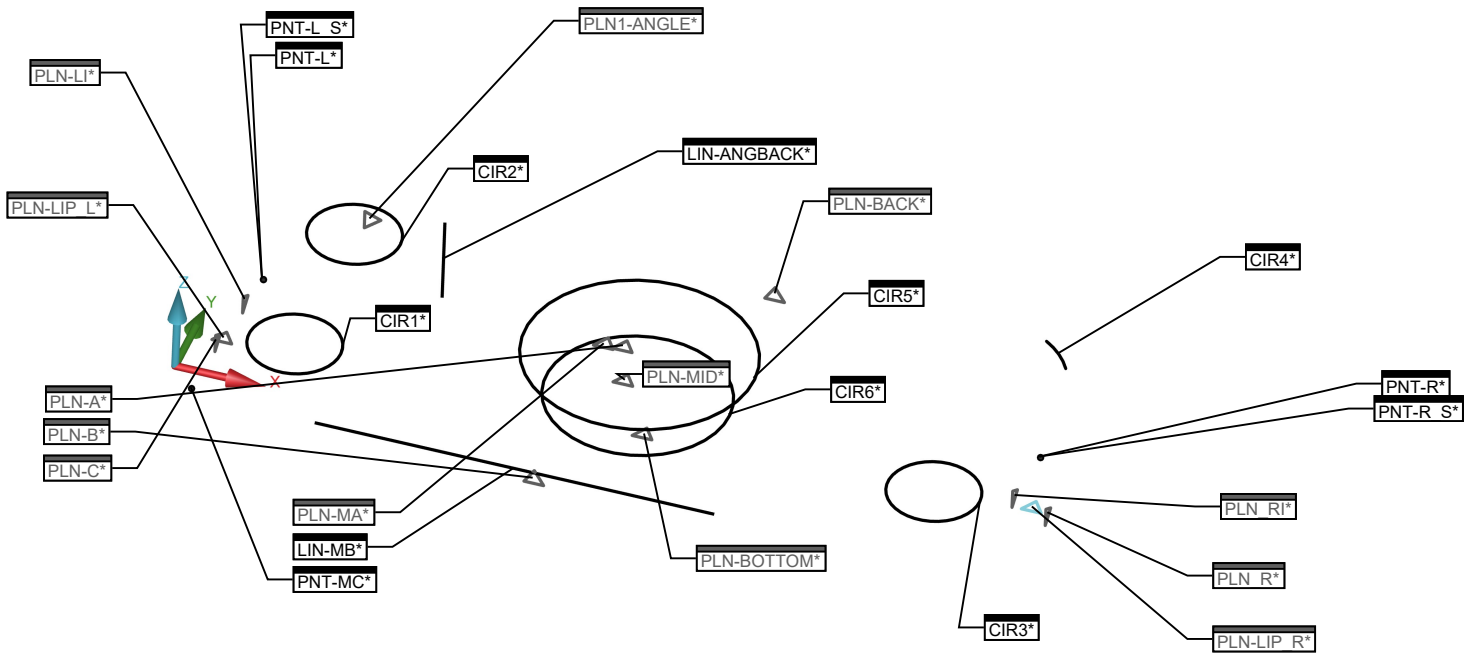 PNT-L_S*
PLN1-ANGLE*
PNT-L*
PLN-LI*
LIN-ANGBACK*
CIR2*
PLN-LIP_L*
PLN-BACK*
CIR4*
Z
Y
CIR5*
CIR1*
X
PLN-MID*
PLN-A*
CIR6*
PNT-R*
PNT-R_S*
PLN-B*
PLN-C*
PLN-MA*
PLN_RI*
LIN-MB*
PLN-BOTTOM*
PNT-MC*
PLN_R*
CIR3*
PLN-LIP_R*